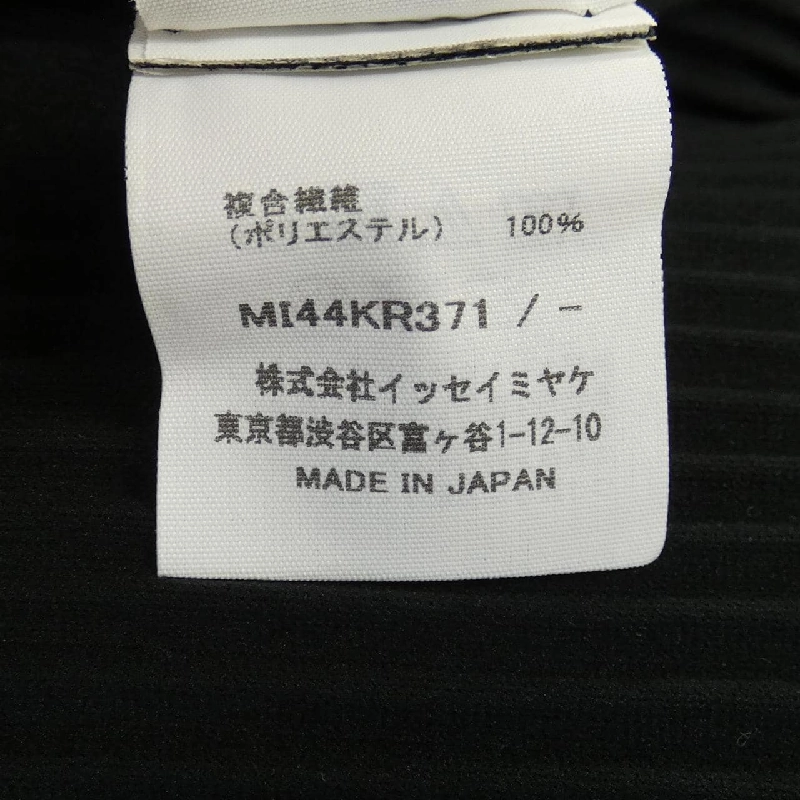 複合繊維
（ポリエステル） 100%
MI44KR371 / -
株式会社イッセイミヤケ
東京都渋谷区富ヶ谷1-12-10
MADE IN JAPAN